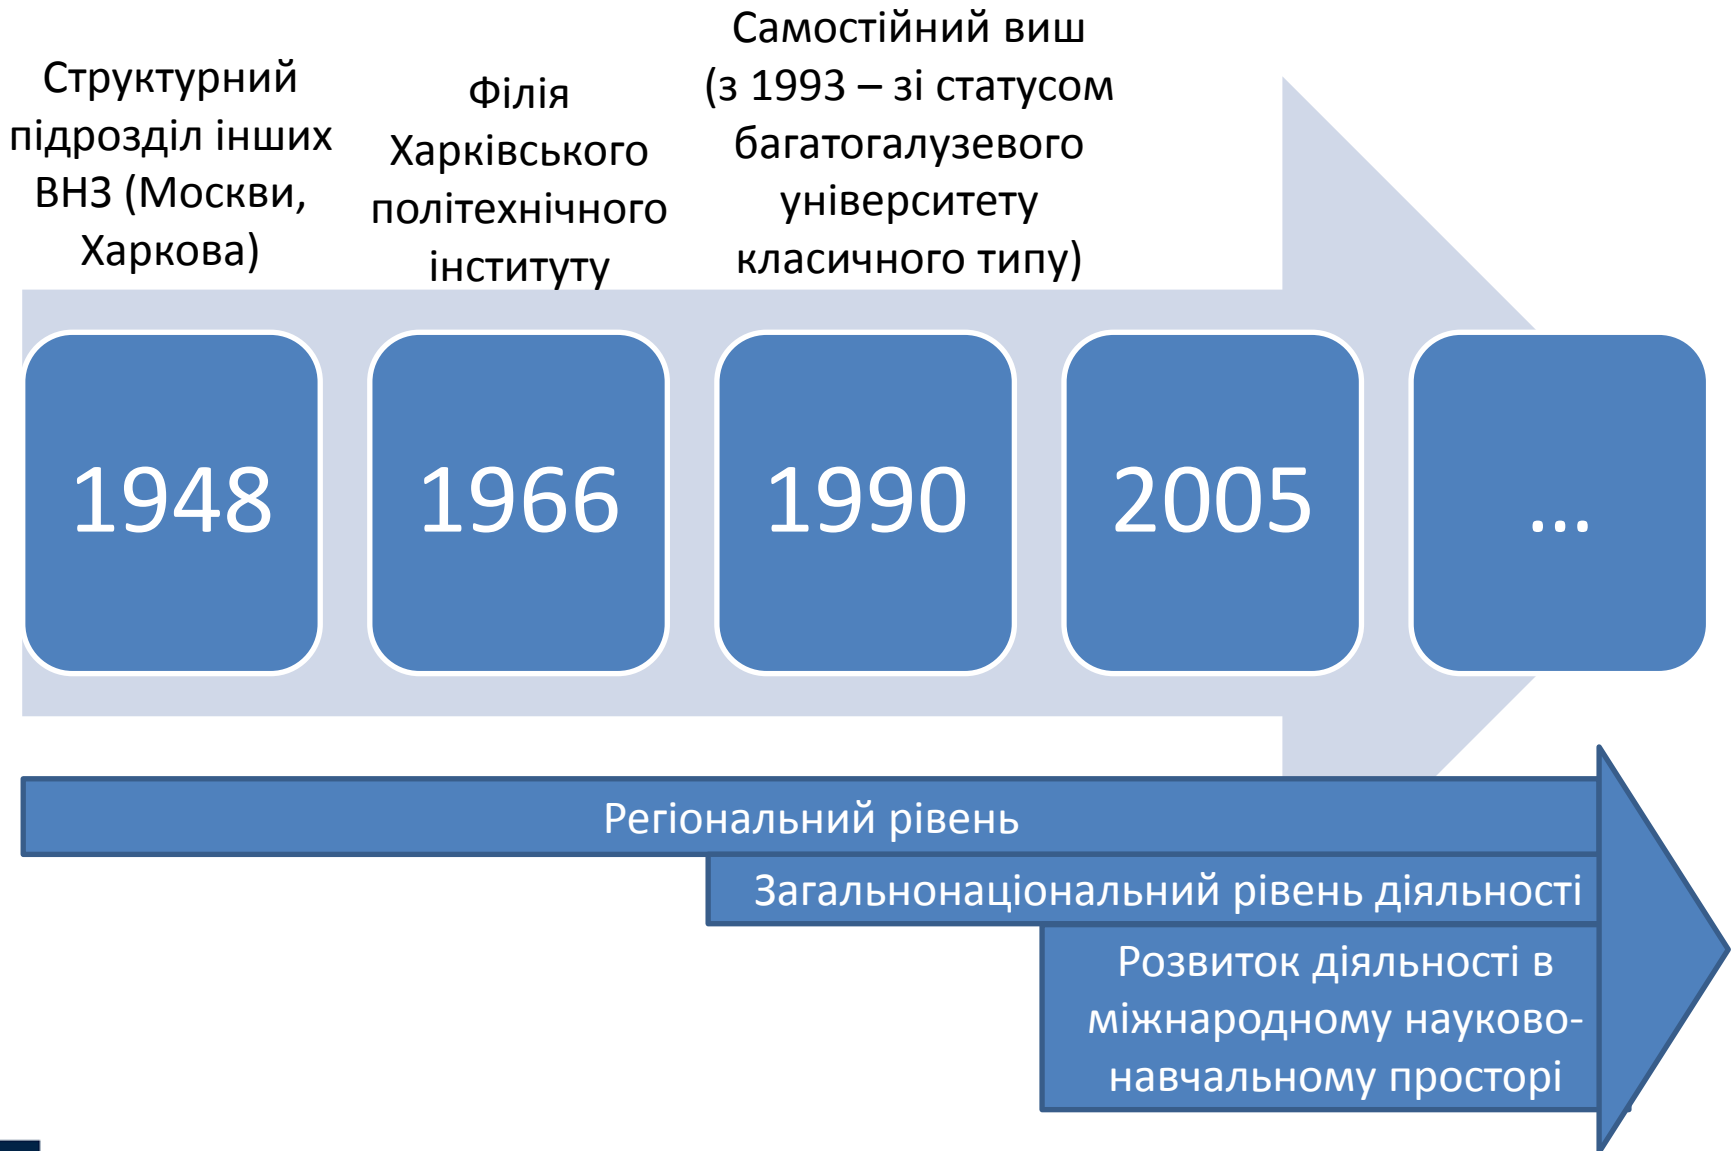 Структурний
підрозділ інших
ВНЗ (Москви,
Харкова)
Філія
Харківського
політехнічного
інституту
Самостійний виш
(з 1993 – зі статусом
багатогалузевого
університету
класичного типу)
1948
1966
1990
2005
...
Регіональний рівень
Загальнонаціональний рівень діяльності
Розвиток діяльності в
міжнародному науково-
навчальному просторі